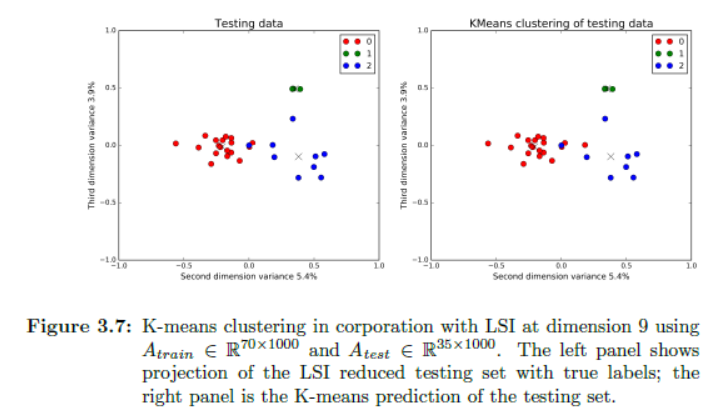 Testing data
1.0
0.5
0.0
−0.5
−1.0
−1.0
−0.5
0.0
0.5
1.0
Third dimension variance 3.9%
Second dimension variance 5.4%
0
1
2
KMeans clustering of testing data
1.0
0.5
0.0
−0.5
−1.0
−1.0
−0.5
0.0
0.5
1.0
Third dimension variance 3.9%
Second dimension variance 5.4%
0
1
2
Figure 3.7: K-means clustering in corporation with LSI at dimension 9 using
A_train ∈ ℝ^70×1000 and A_test ∈ ℝ^35×1000. The left panel shows
projection of the LSI reduced testing set with true labels; the
right panel is the K-means prediction of the testing set.